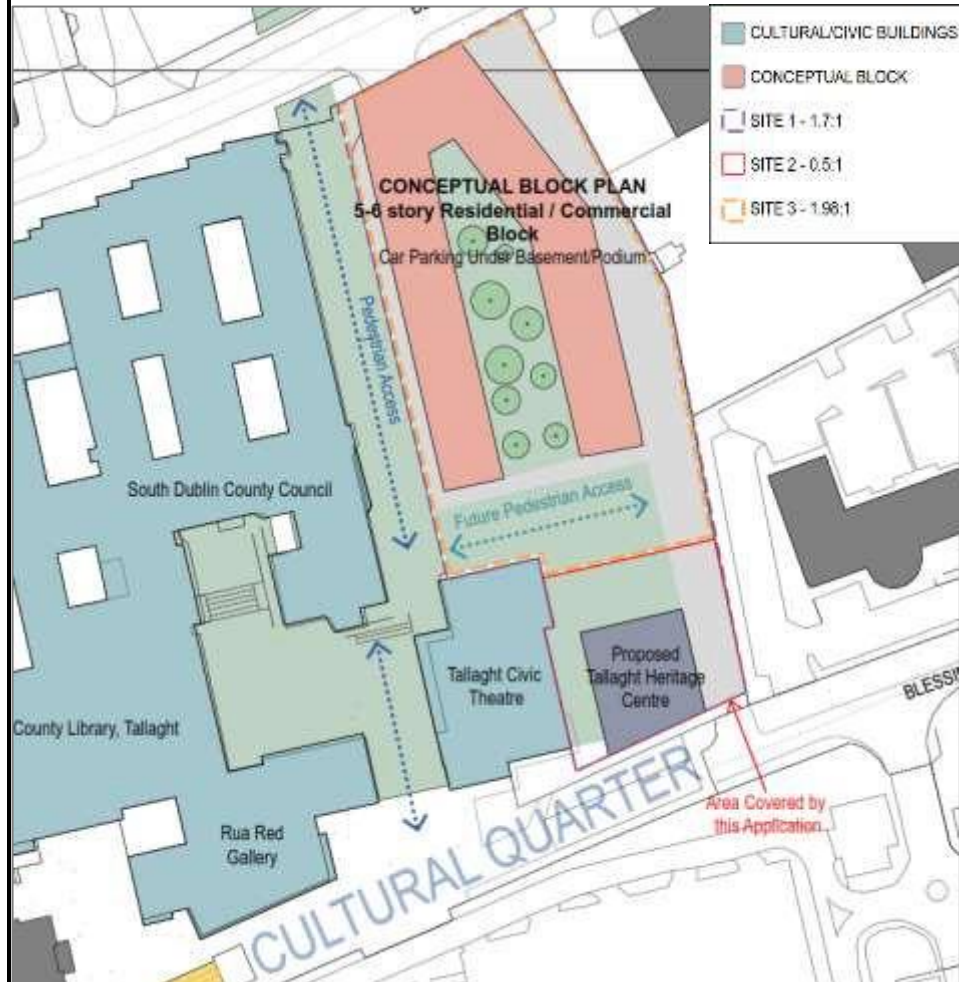 CULTURAL/CIVIC BUILDINGS
CONCEPTUAL BLOCK
SITE 1 - 1.7:1
SITE 2 - 0.5:1
SITE 3 - 1.98:1
CONCEPTUAL BLOCK PLAN
5-6 story Residential / Commercial
Block
Car Parking Under Basement/Podium
Pedestrian Access
South Dublin County Council
Future Pedestrian Access
Tallaght Civic
Theatre
Proposed
Tallaght Heritage
Centre
County Library, Tallaght
BLESSIN
Area Covered by
this Application
Rua Red
Gallery
CULTURAL QUARTER